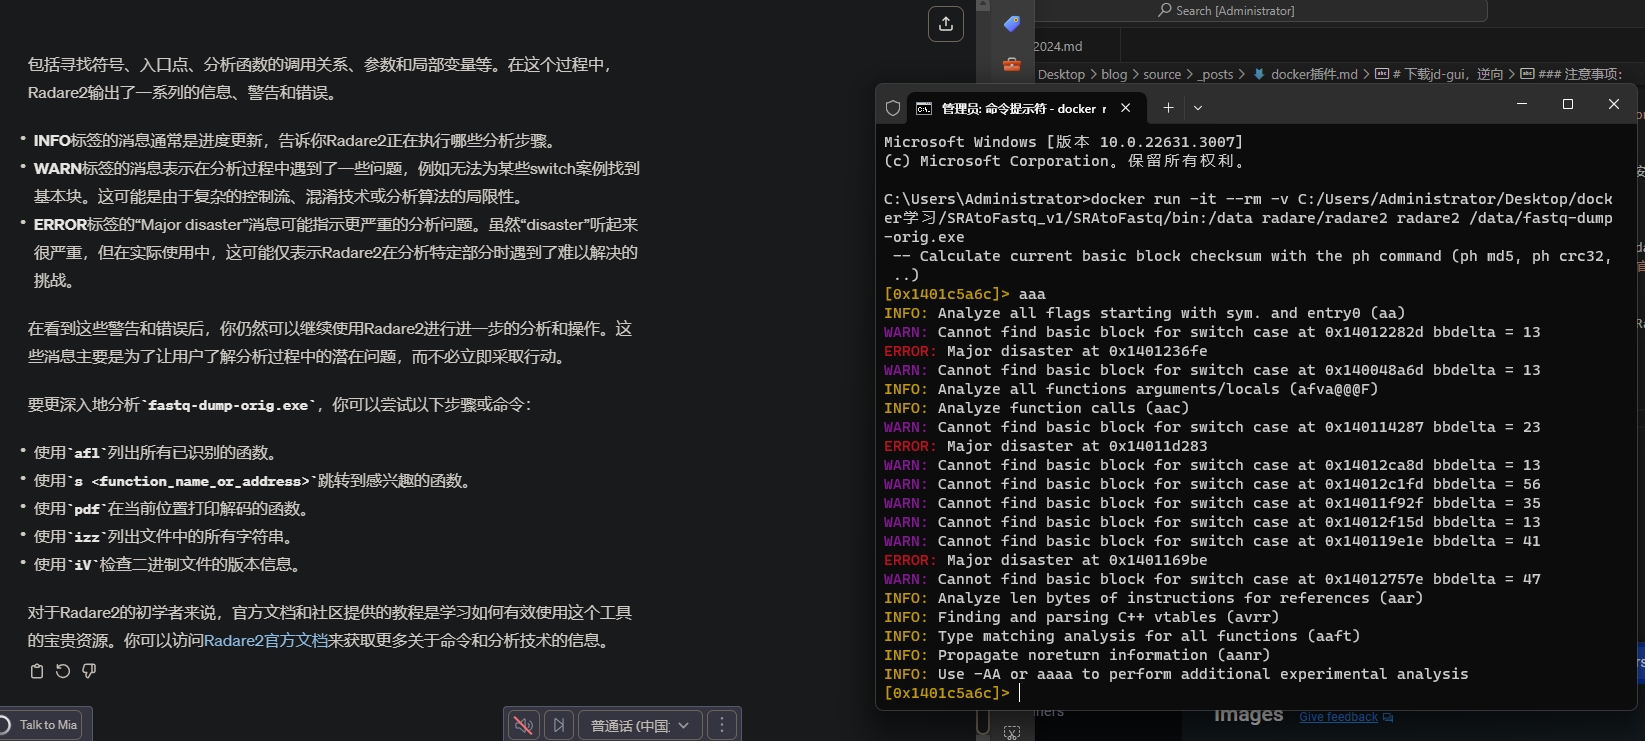 包括寻找符号、入口点、分析函数的调用关系、参数和局部变量等。在这个过程中，
Radare2输出了一系列的信息、警告和错误。
• INFO标签的消息通常是进度更新，告诉你Radare2正在执行哪些分析步骤。
• WARN标签的消息表示在分析过程中遇到了一些问题，例如无法为某些switch案例找到
基本块。这可能是由于复杂的控制流、混淆技术或分析算法的局限性。
• ERROR标签的“Major disaster”消息可能指示更严重的分析问题。虽然“disaster”听起来
很严重，但在实际使用中，这可能仅表示Radare2在分析特定部分时遇到了难以解决的
挑战。
在看到这些警告和错误后，你仍然可以继续使用Radare2进行进一步的分析和操作。这
些消息主要是为了让用户了解分析过程中的潜在问题，而不必立即采取行动。
要更深入地分析`fastq-dump-orig.exe`，你可以尝试以下步骤或命令：
• 使用`afl`列出所有已识别的函数。
• 使用`s <function_name_or_address>`跳转到感兴趣的函数。
• 使用`pdf`在当前位置打印解码的函数。
• 使用`izz`列出文件中的所有字符串。
• 使用`iV`检查二进制文件的版本信息。
对于Radare2的初学者来说，官方文档和社区提供的教程是学习如何有效使用这个工具
的宝贵资源。你可以访问Radare2官方文档来获取更多关于命令和分析技术的信息。
Talk to Mia
普通话 (中国
Search [Administrator]
2024.md
Desktop > blog > source > _posts > docker插件.md > # 下载jd-gui，逆向 > ### 注意事项:
管理员: 命令提示符 - docker r
Microsoft Windows [版本 10.0.22631.3007]
(c) Microsoft Corporation。保留所有权利。
C:\Users\Administrator>docker run -it --rm -v C:/Users/Administrator/Desktop/dock
er学习/SRAtoFastq_v1/SRAtoFastq/bin:/data radare/radare2 radare2 /data/fastq-dump
-orig.exe
-- Calculate current basic block checksum with the ph command (ph md5, ph crc32,
..)
[0x1401c5a6c]> aaa
INFO: Analyze all flags starting with sym. and entry0 (aa)
WARN: Cannot find basic block for switch case at 0x14012282d bbdelta = 13
ERROR: Major disaster at 0x1401236fe
WARN: Cannot find basic block for switch case at 0x140048a6d bbdelta = 13
INFO: Analyze all functions arguments/locals (afva@@@F)
INFO: Analyze function calls (aac)
WARN: Cannot find basic block for switch case at 0x140114287 bbdelta = 23
ERROR: Major disaster at 0x14011d283
WARN: Cannot find basic block for switch case at 0x14012ca8d bbdelta = 13
WARN: Cannot find basic block for switch case at 0x14012c1fd bbdelta = 56
WARN: Cannot find basic block for switch case at 0x14011f92f bbdelta = 35
WARN: Cannot find basic block for switch case at 0x14012f15d bbdelta = 13
WARN: Cannot find basic block for switch case at 0x140119e1e bbdelta = 41
ERROR: Major disaster at 0x1401169be
WARN: Cannot find basic block for switch case at 0x14012757e bbdelta = 47
INFO: Analyze len bytes of instructions for references (aar)
INFO: Finding and parsing C++ vtables (avrr)
INFO: Type matching analysis for all functions (aaft)
INFO: Propagate noreturn information (aanr)
INFO: Use -AA or aaaa to perform additional experimental analysis
[0x1401c5a6c]>
Images Give feedback